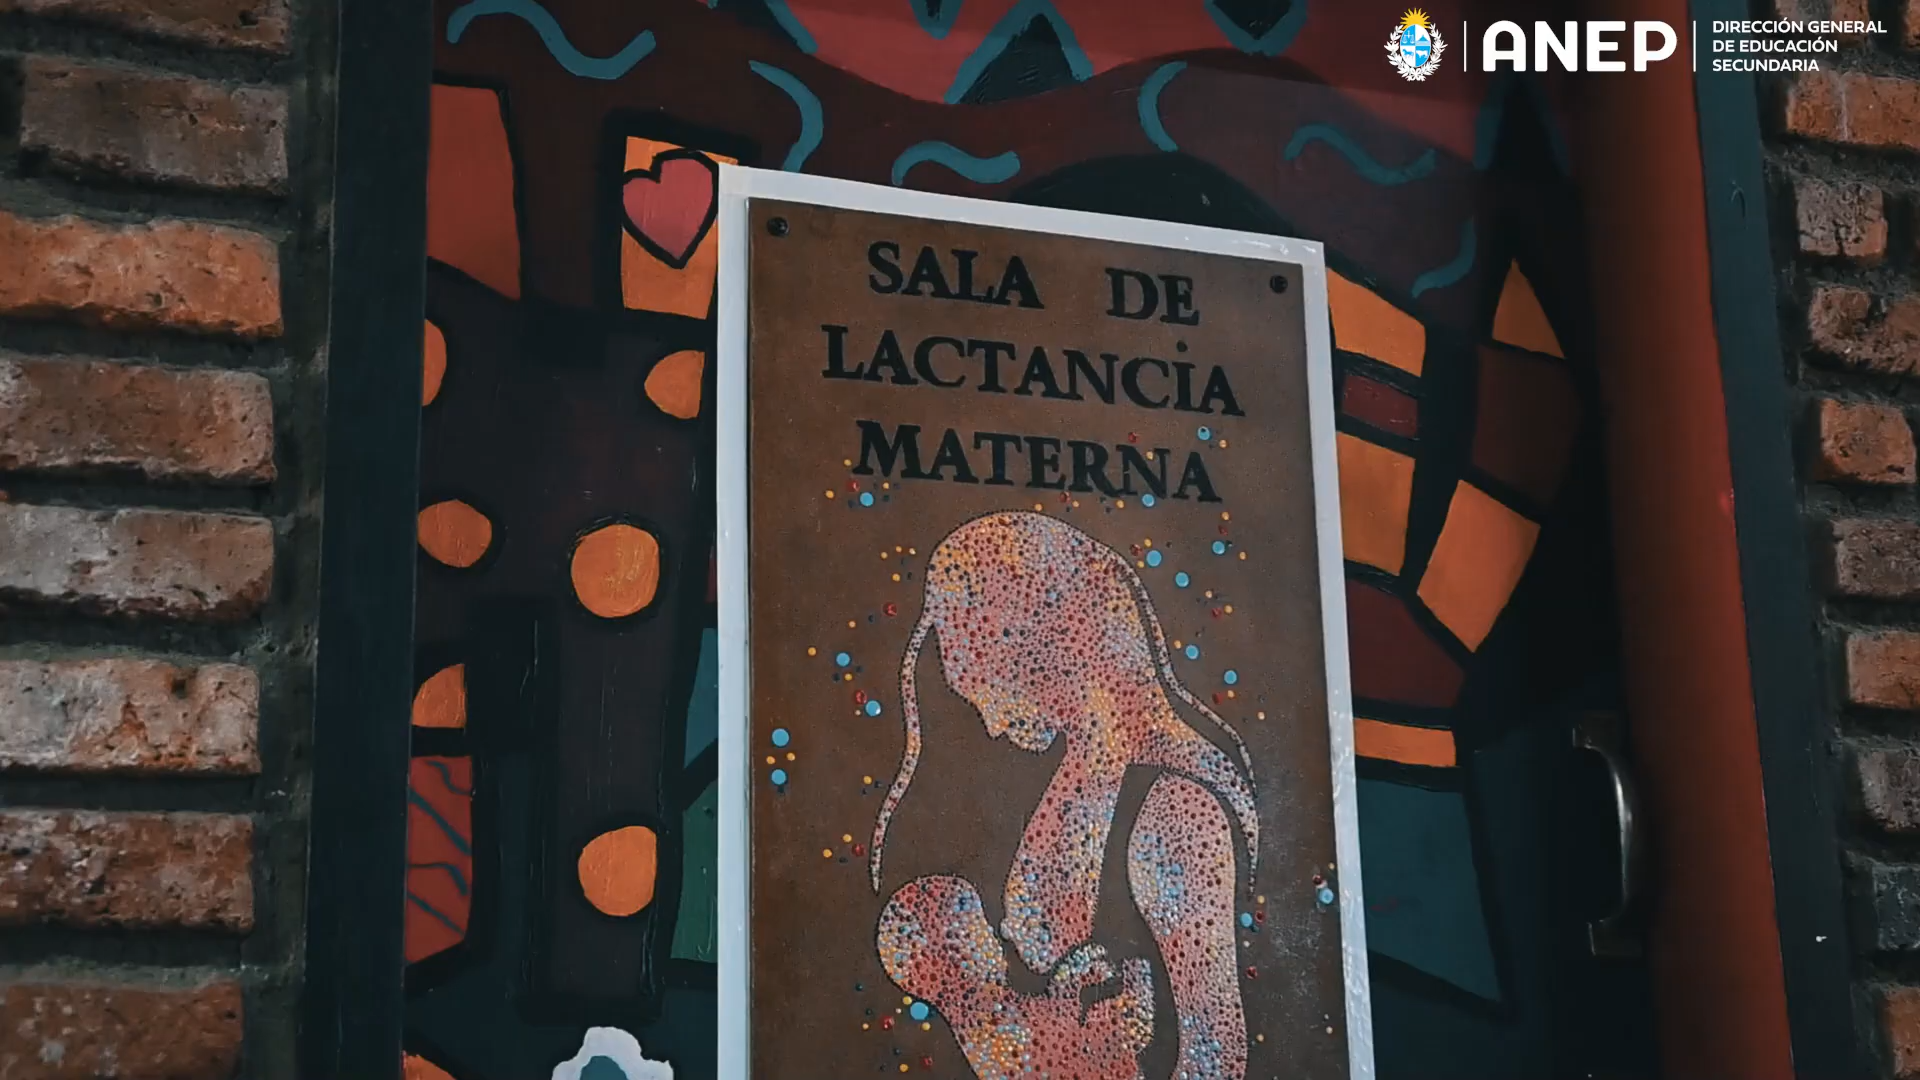 ANEP
DIRECCIÓN GENERAL
DE EDUCACIÓN
SECUNDARIA
SALA DE
LACTANCIA
MATERNA